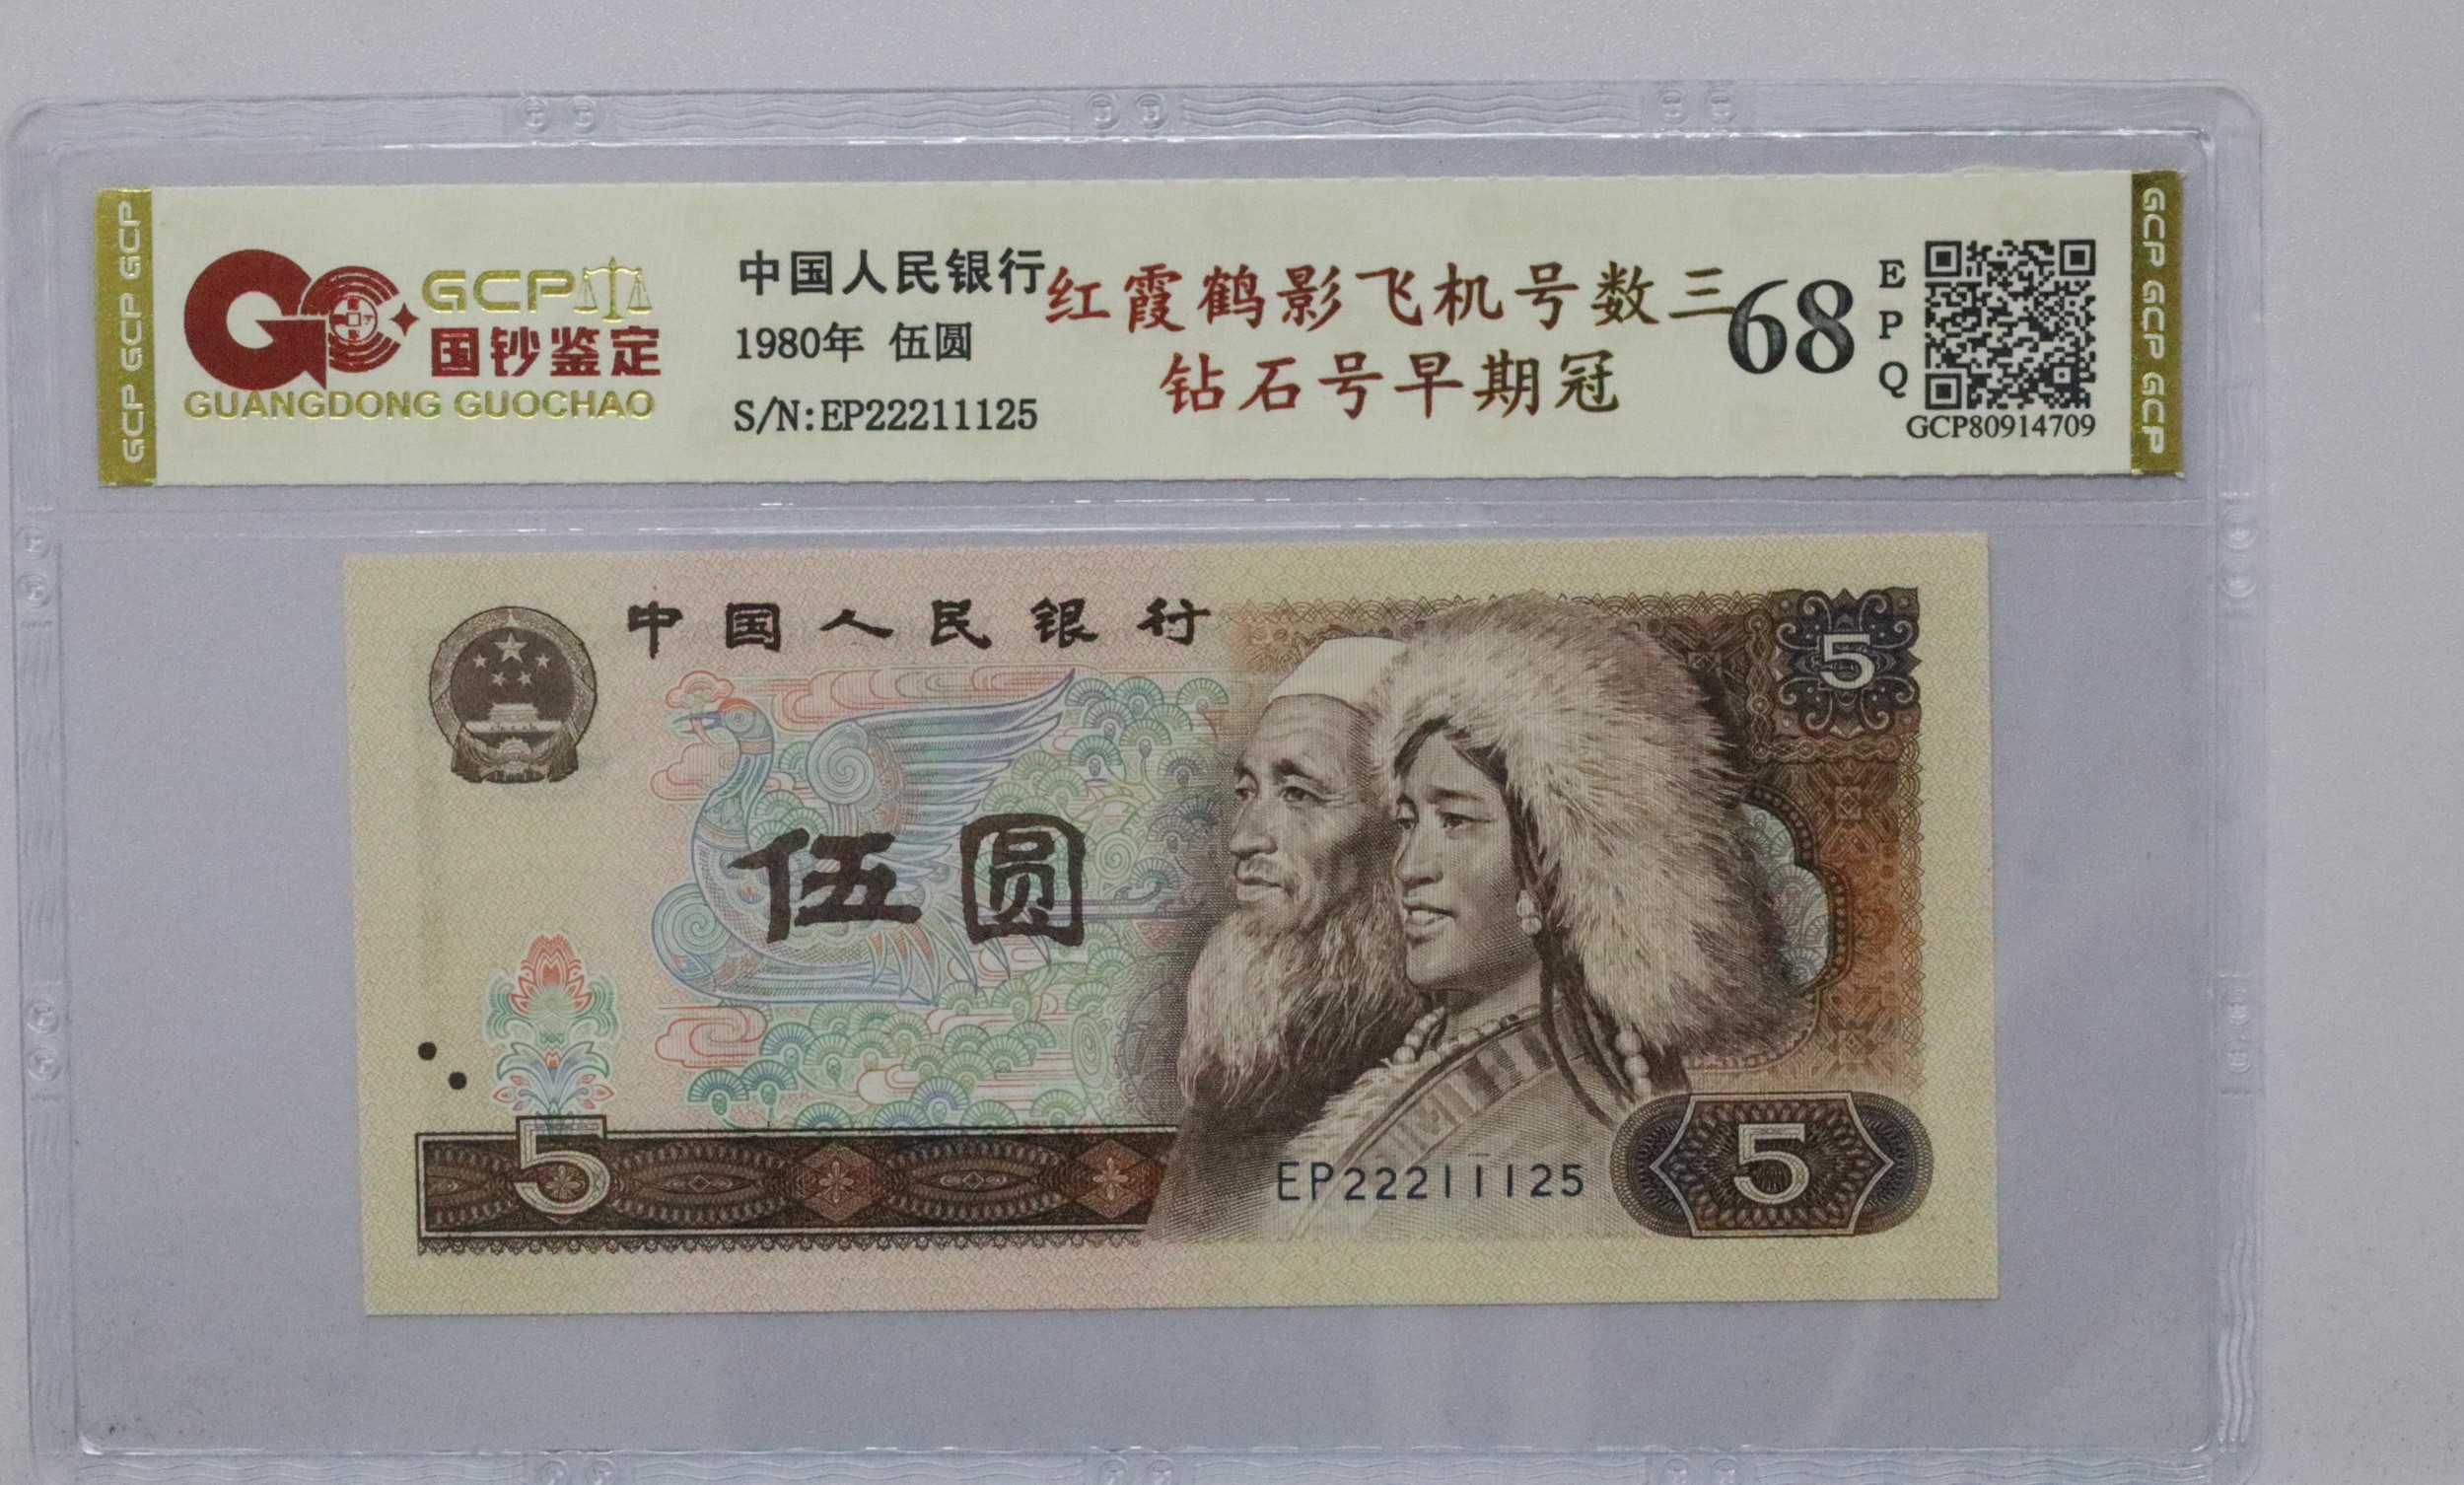 GCP GCP GCP
GCP
国钞鉴定
GUANGDONG GUOCHAO
中国人民银行
1980年 伍圆
S/N:EP22211125
红霞鹤影飞机号数三
钻石号早期冠
68
EPQ
GCP80914709
GCP GCP GCP
中国人民银行
5
伍圆
5
EP22211125
5